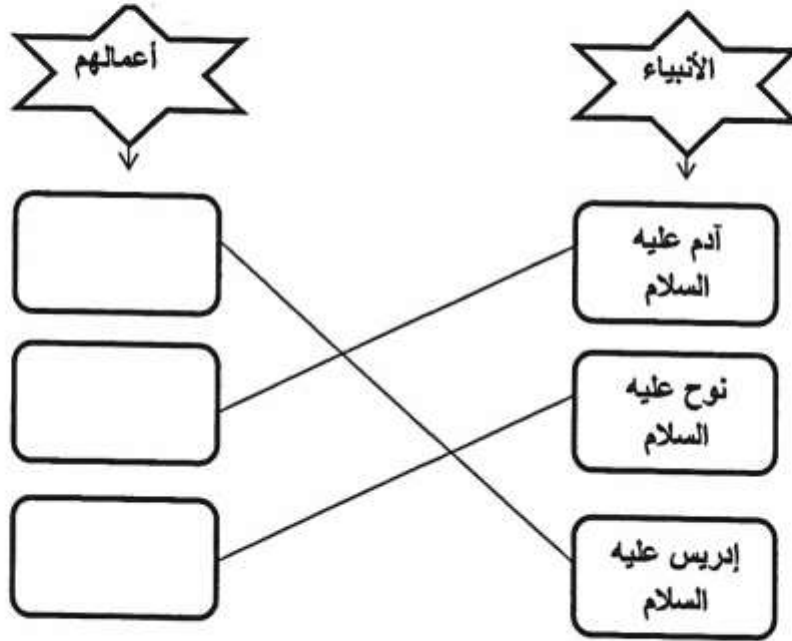 الأنبياء
أعمالهم
آدم عليه
السلام
نوح عليه
السلام
إدريس عليه
السلام